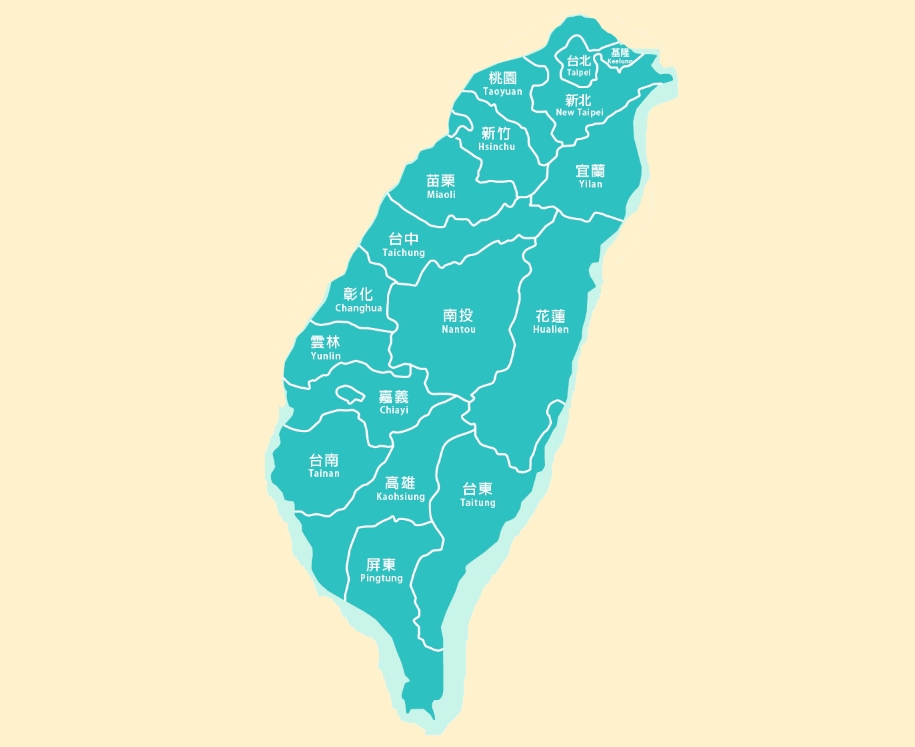 基隆
Keelung
台北
Taipei
桃園
Taoyuan
新北
New Taipei
新竹
Hsinchu
宜蘭
Yilan
苗栗
Miaoli
台中
Taichung
彰化
Changhua
南投
Nantou
花蓮
Hualien
雲林
Yunlin
嘉義
Chiayi
台南
Tainan
高雄
Kaohsiung
台東
Taitung
屏東
Pingtung